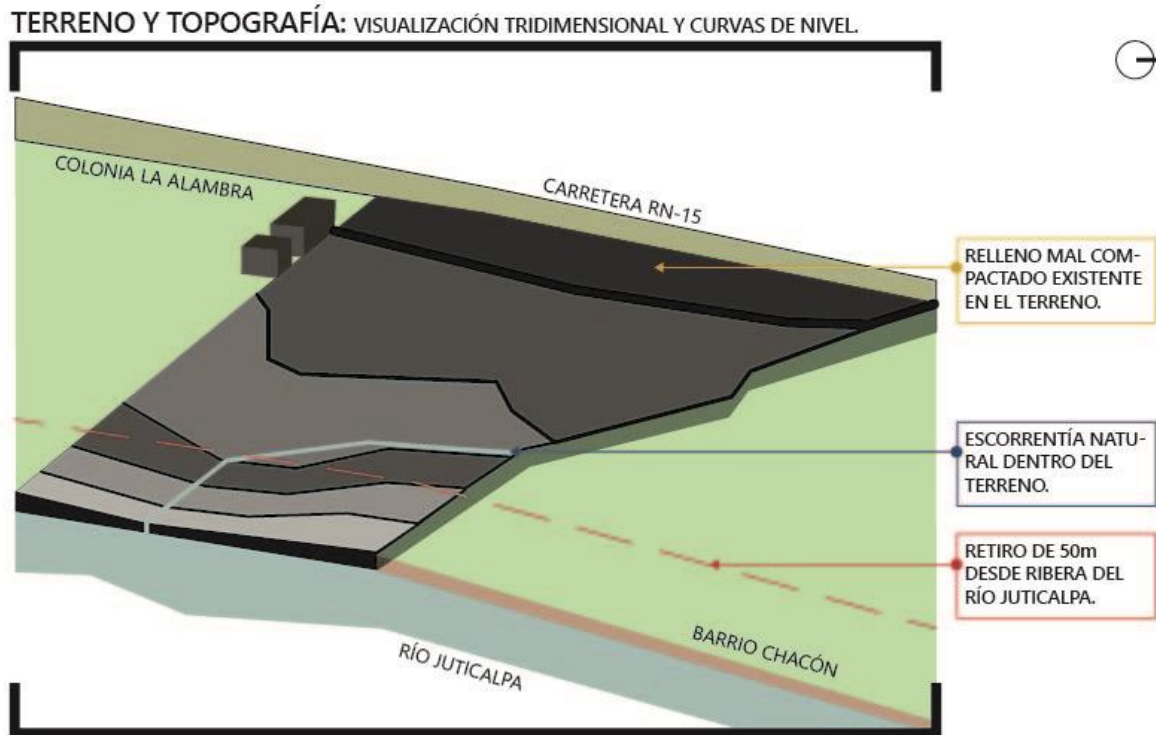 TERRENO Y TOPOGRAFÍA: VISUALIZACIÓN TRIDIMENSIONAL Y CURVAS DE NIVEL.
COLONIA LA ALAMBRA
CARRETERA RN-15
RELLENO MAL COM-
PACTADO EXISTENTE
EN EL TERRENO.
ESCORRENTÍA NATU-
RAL DENTRO DEL
TERRENO.
RETIRO DE 50m
DESDE RIBERA DEL
RÍO JUTICALPA.
BARRIO CHACÓN
RÍO JUTICALPA